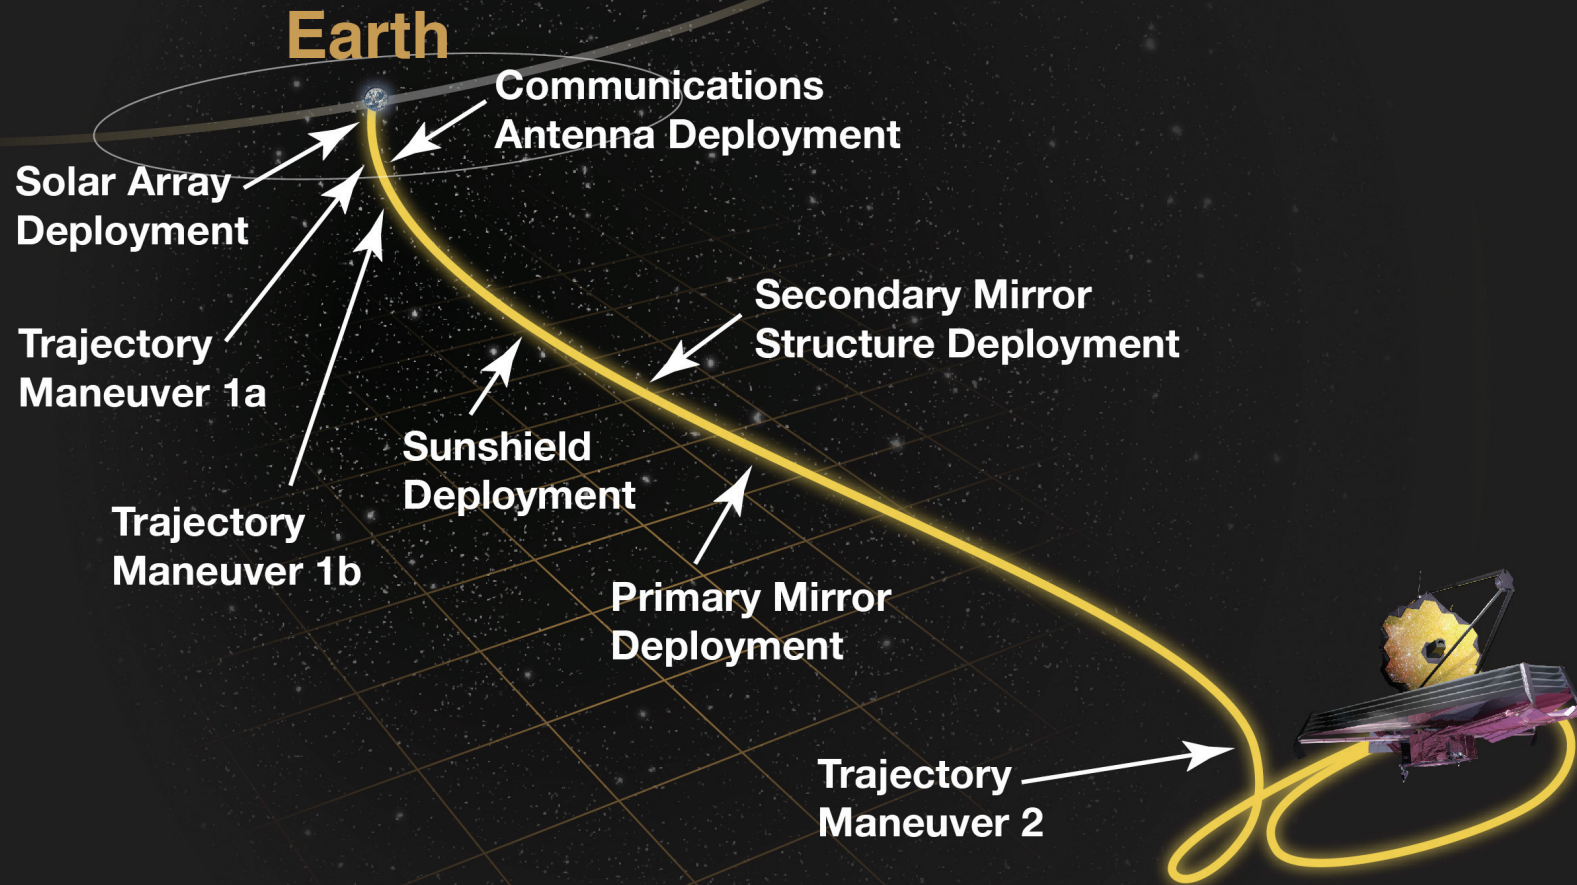 Earth
Communications
Antenna Deployment
Solar Array
Deployment
Trajectory
Maneuver 1a
Secondary Mirror
Structure Deployment
Sunshield
Deployment
Trajectory
Maneuver 1b
Primary Mirror
Deployment
Trajectory
Maneuver 2